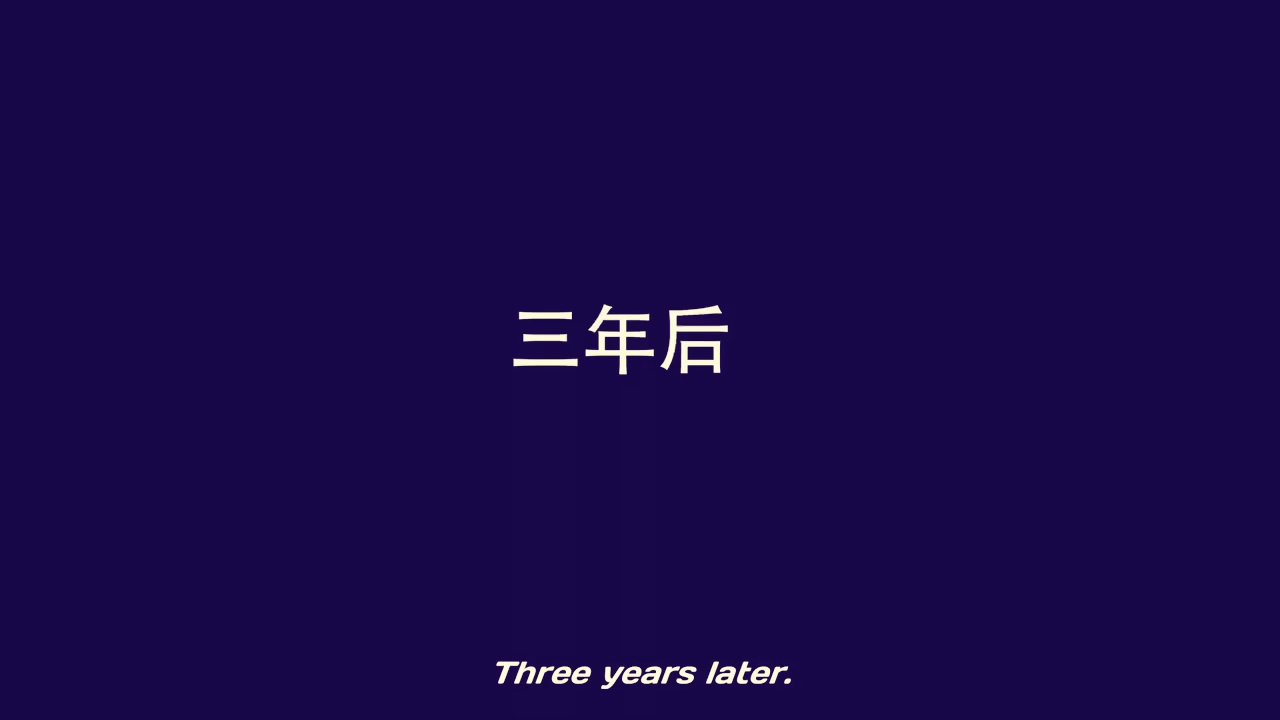 三年后
Three years later.